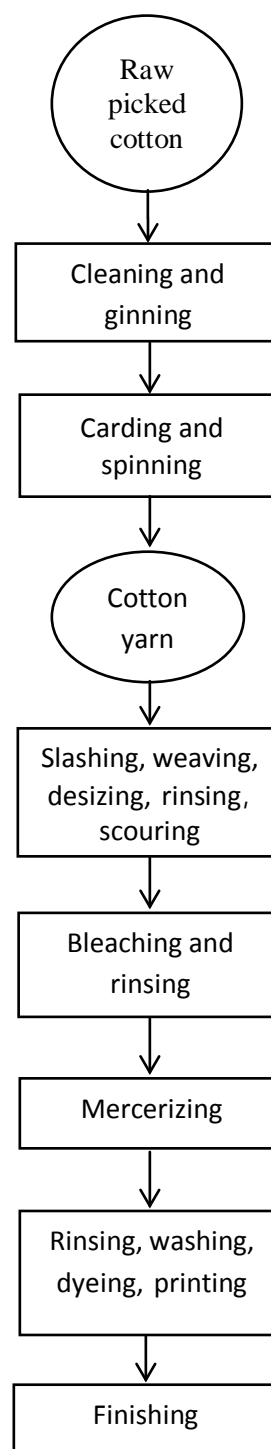 Raw
picked
cotton
Cleaning and
ginning
Carding and
spinning
Cotton
yarn
Slashing, weaving,
desizing, rinsing,
scouring
Bleaching and
rinsing
Mercerizing
Rinsing, washing,
dyeing, printing
Finishing